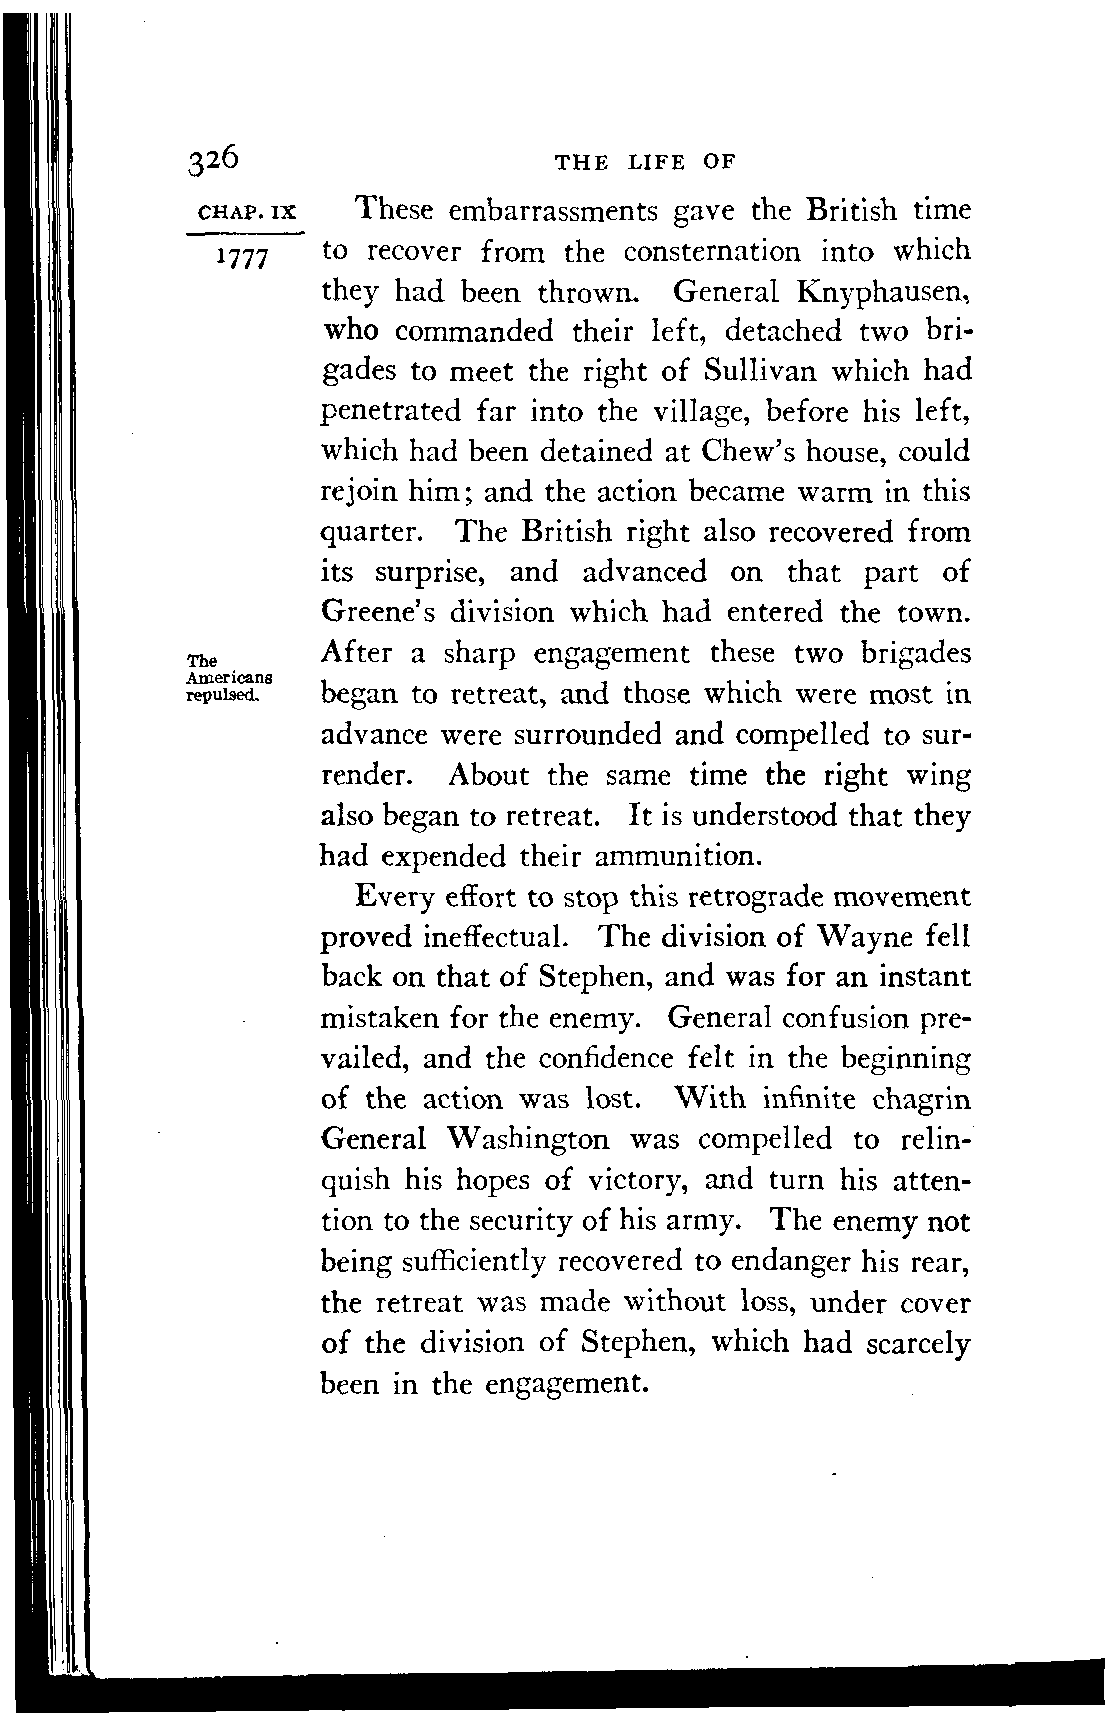 326 THE LIFE OF
CHAP. IX
1777
These embarrassments gave the British time
to recover from the consternation into which
they had been thrown. General Knyphausen,
who commanded their left, detached two bri-
gades to meet the right of Sullivan which had
penetrated far into the village, before his left,
which had been detained at Chew's house, could
rejoin him; and the action became warm in this
quarter. The British right also recovered from
its surprise, and advanced on that part of
Greene's division which had entered the town.
The
Americans
repulsed.
After a sharp engagement these two brigades
began to retreat, and those which were most in
advance were surrounded and compelled to sur-
render. About the same time the right wing
also began to retreat. It is understood that they
had expended their ammunition.
Every effort to stop this retrograde movement
proved ineffectual. The division of Wayne fell
back on that of Stephen, and was for an instant
mistaken for the enemy. General confusion pre-
vailed, and the confidence felt in the beginning
of the action was lost. With infinite chagrin
General Washington was compelled to relin-
quish his hopes of victory, and turn his atten-
tion to the security of his army. The enemy not
being sufficiently recovered to endanger his rear,
the retreat was made without loss, under cover
of the division of Stephen, which had scarcely
been in the engagement.